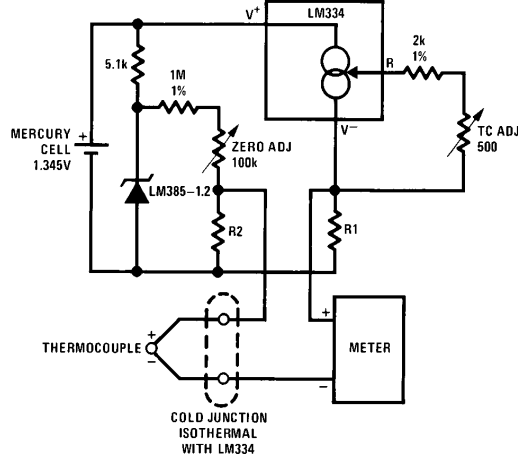 V+
LM334
5.1k
1M
1%
R
2k
1%
MERCURY
CELL
1.345V
+
ZERO ADJ
100k
V−
TC ADJ
500
LM385−1.2
R2
R1
+
−
THERMOCOUPLE
+
−
METER
COLD JUNCTION
ISOTHERMAL
WITH LM334